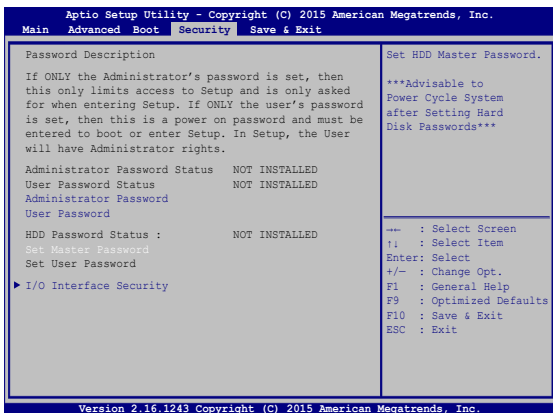 Aptio Setup Utility - Copyright (C) 2015 American Megatrends, Inc.
Main Advanced Boot Security Save & Exit
Password Description
If ONLY the Administrator's password is set, then
this only limits access to Setup and is only asked
for when entering Setup. If ONLY the user's password
is set, then this is a power on password and must be
entered to boot or enter Setup. In Setup, the User
will have Administrator rights.
Administrator Password Status NOT INSTALLED
User Password Status NOT INSTALLED
Administrator Password
User Password
HDD Password Status : NOT INSTALLED
Set Master Password
Set User Password
▶ I/O Interface Security
Set HDD Master Password.
***Advisable to
Power Cycle System
after Setting Hard
Disk Passwords***
→← : Select Screen
↑↓ : Select Item
Enter: Select
+/— : Change Opt.
F1 : General Help
F9 : Optimized Defaults
F10 : Save & Exit
ESC : Exit
Version 2.16.1243 Copyright (C) 2015 American Megatrends, Inc.